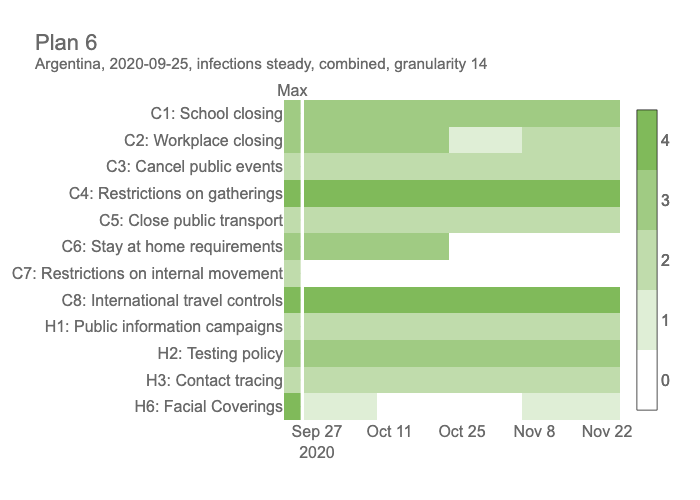 Plan 6
Argentina, 2020-09-25, infections steady, combined, granularity 14
Max
C1: School closing
C2: Workplace closing
C3: Cancel public events
C4: Restrictions on gatherings
C5: Close public transport
C6: Stay at home requirements
C7: Restrictions on internal movement
C8: International travel controls
H1: Public information campaigns
H2: Testing policy
H3: Contact tracing
H6: Facial Coverings
Sep 27 Oct 11 Oct 25 Nov 8 Nov 22
2020
4
3
2
1
0